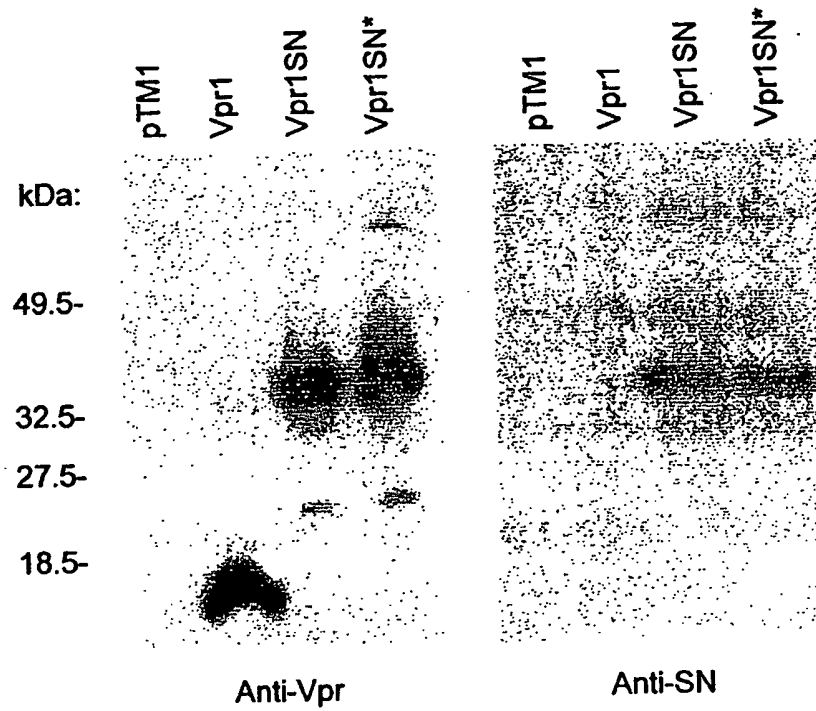 pTM1 Vpr1 Vpr1SN Vpr1SN*
pTM1 Vpr1 Vpr1SN Vpr1SN*
kDa:
49.5-
32.5-
27.5-
18.5-
Anti-Vpr
Anti-SN